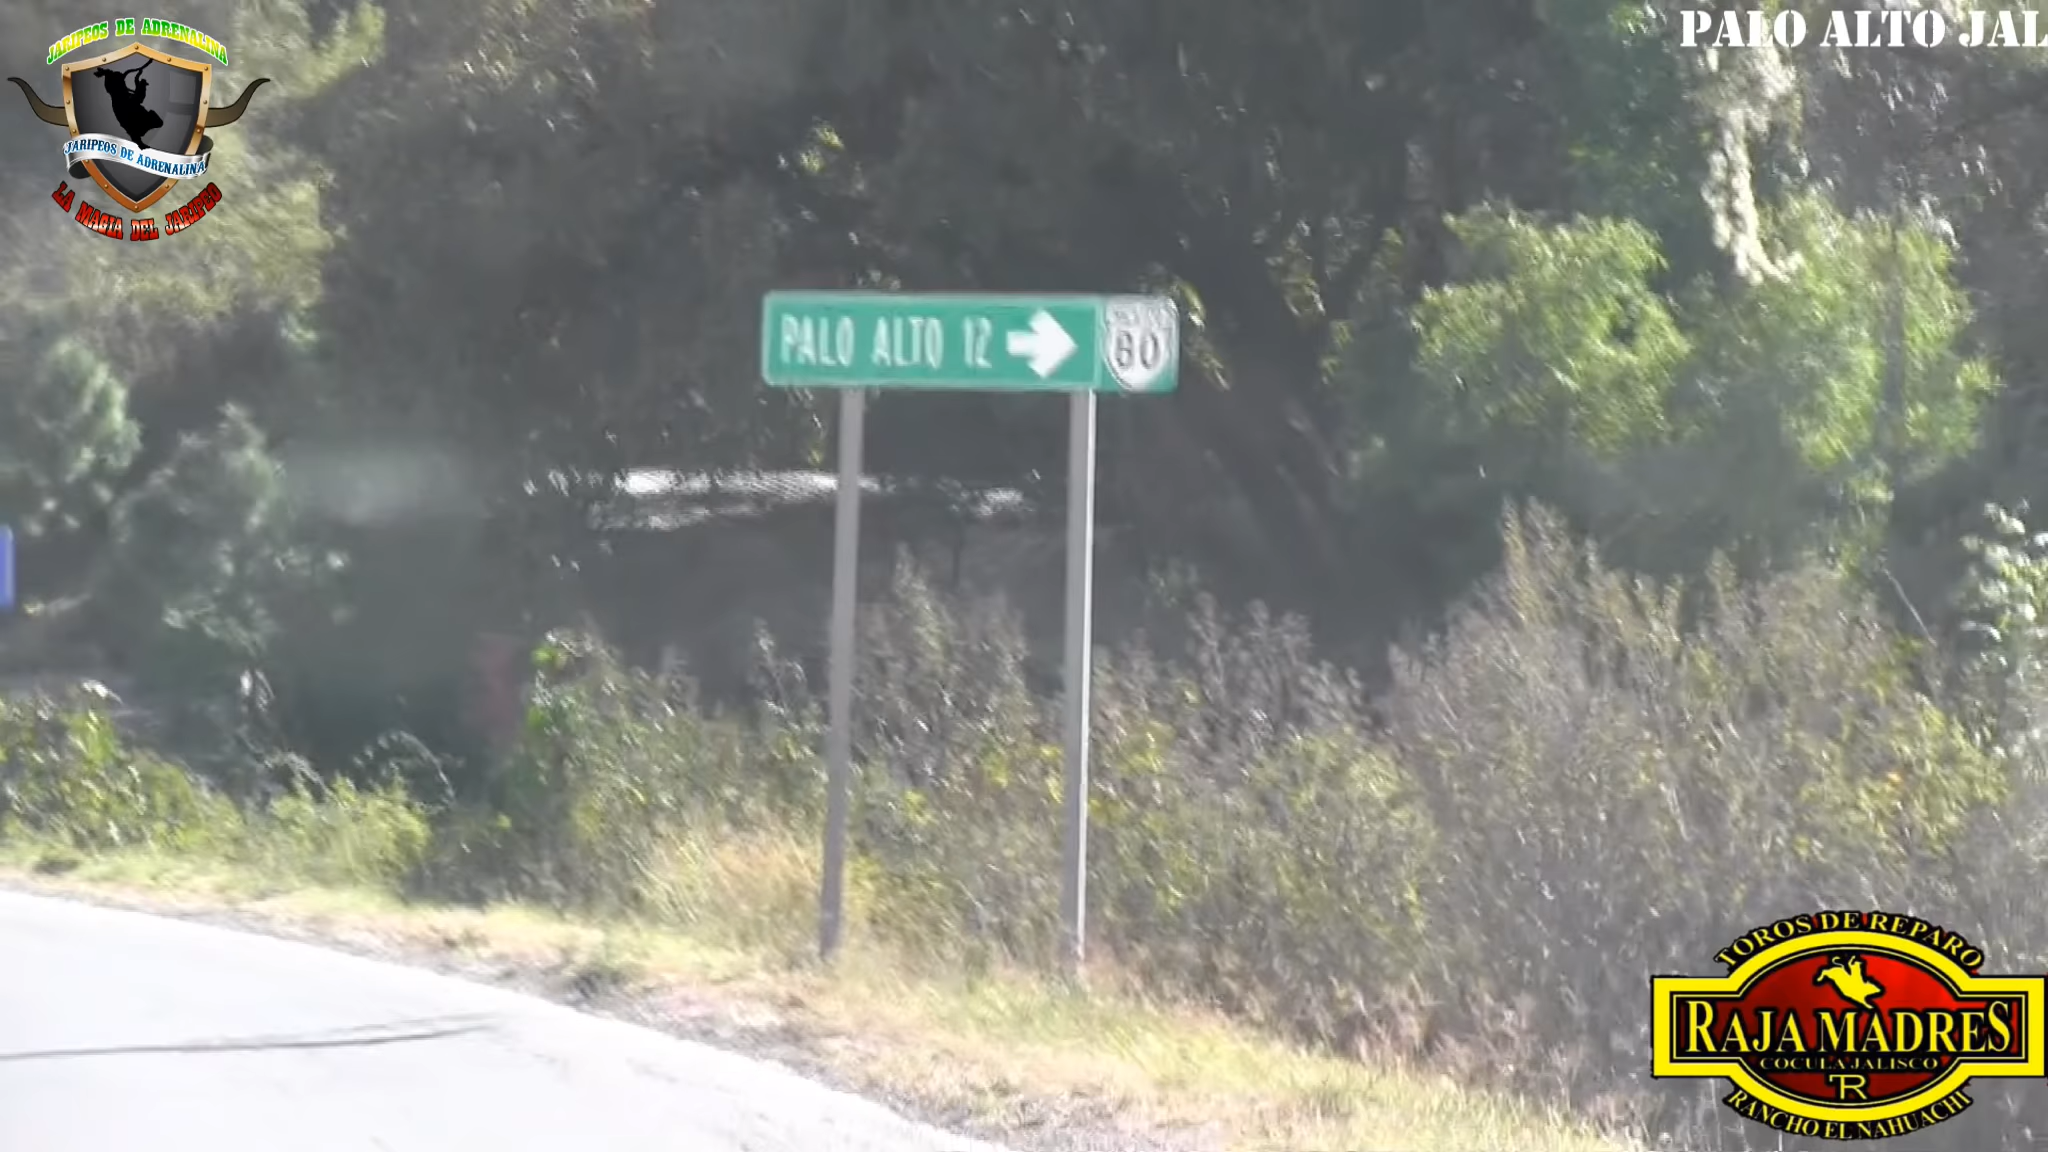 JARIPEOS DE ADRENALINA
JARIPEOS DE ADRENALINA
LA MAGIA DEL JARIPEO
PALO ALTO JAL
PALO ALTO 12
80
TOROS DE REPARO
RAJA MADRES
COCULA JALISCO
TR
RANCHO EL NAHUACHI